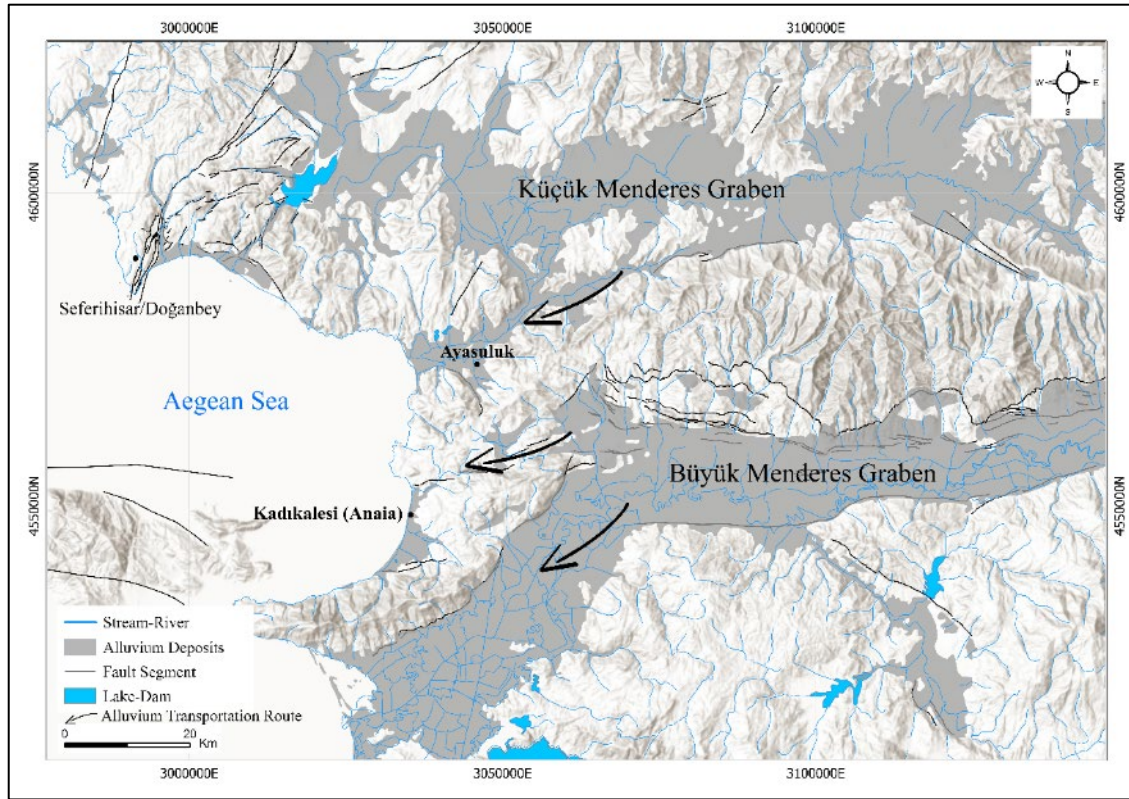 3000000E 3050000E 3100000E
N
W E
S
4600000N 4600000N
Küçük Menderes Graben
Seferihisar/Doğanbey
Ayasuluk
Aegean Sea
Büyük Menderes Graben
4550000N 4550000N
Kadıkalesi (Anaia)
Stream-River
Alluvium Deposits
Fault Segment
Lake-Dam
Alluvium Transportation Route
0 20
Km
3000000E 3050000E 3100000E